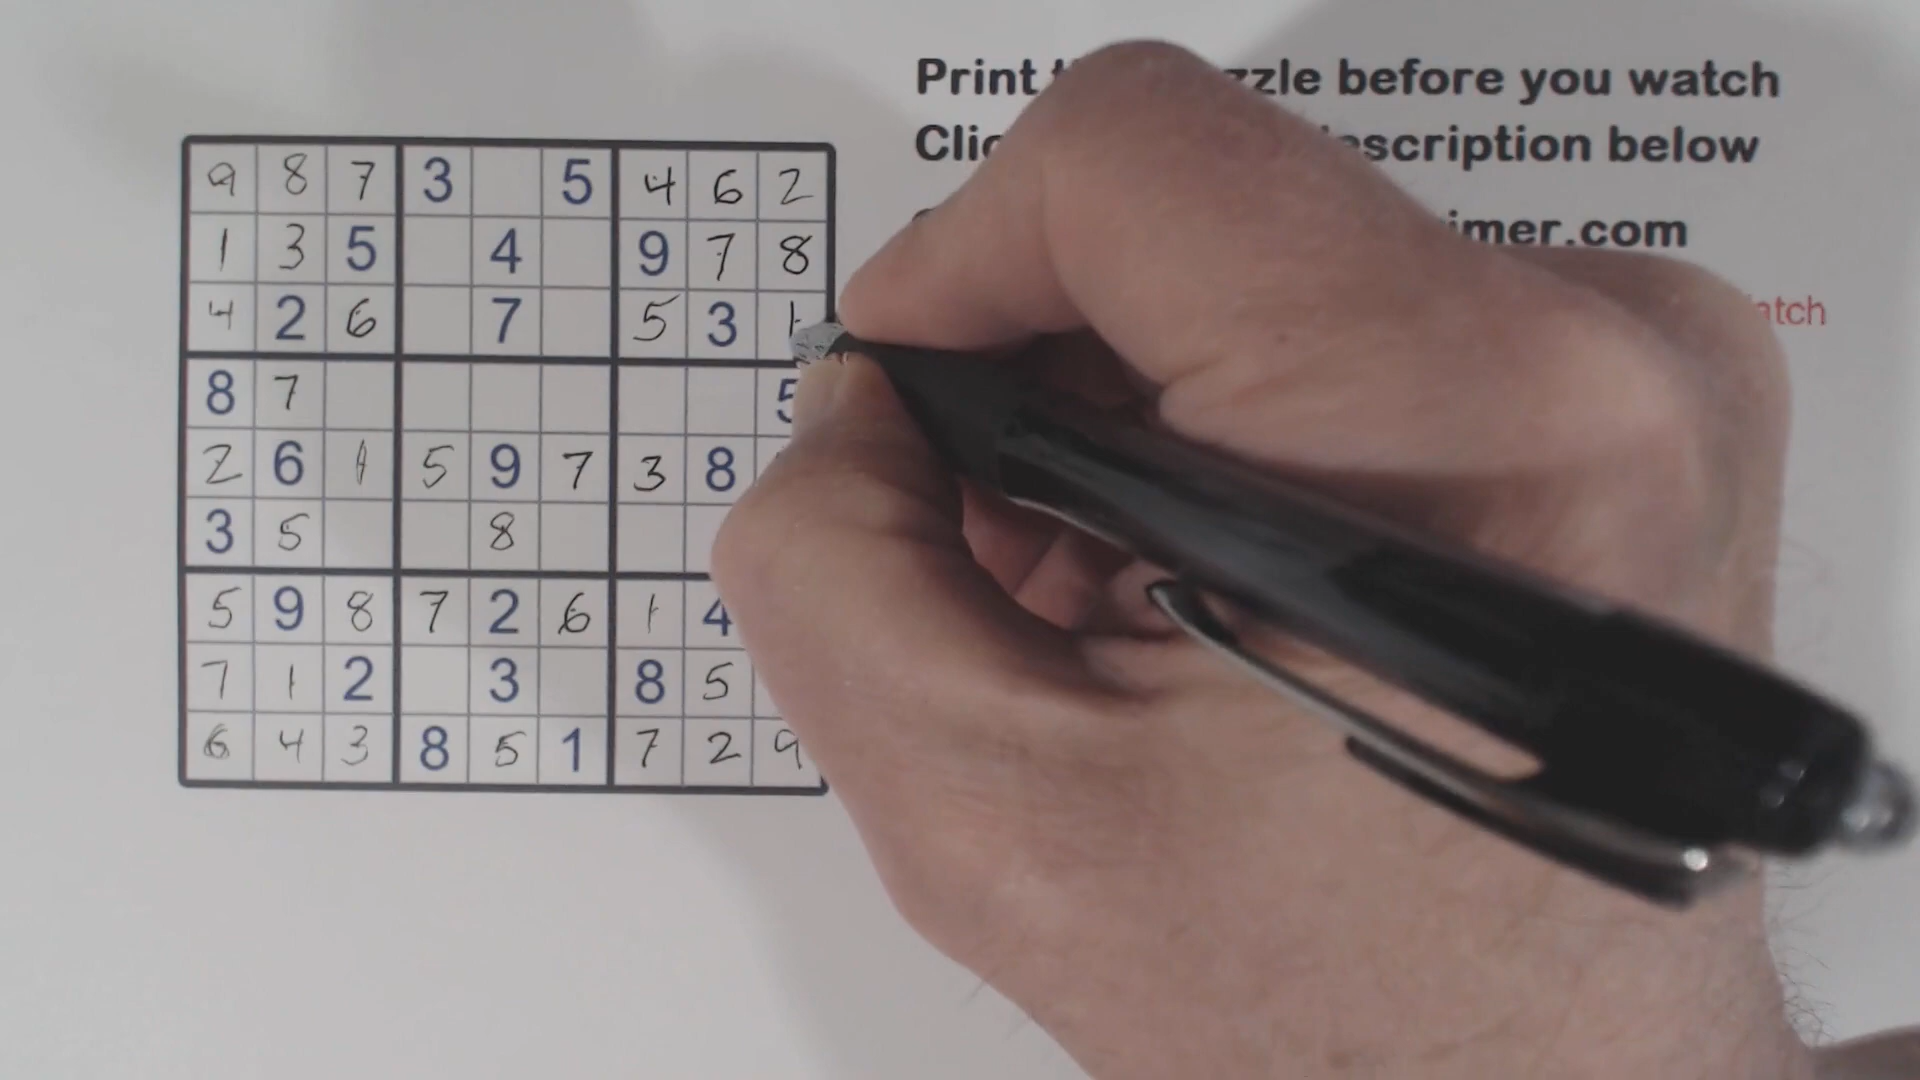 Print zzle before you watch
Clic escription below
imer.com
atch
9 8 7 3 5 4 6 2
1 3 5 4 9 7 8
4 2 6 7 5 3 1
8 7 5
2 6 1 5 9 7 3 8
3 5 8
5 9 8 7 2 6 1 4
7 1 2 3 8 5
6 4 3 8 5 1 7 2 9